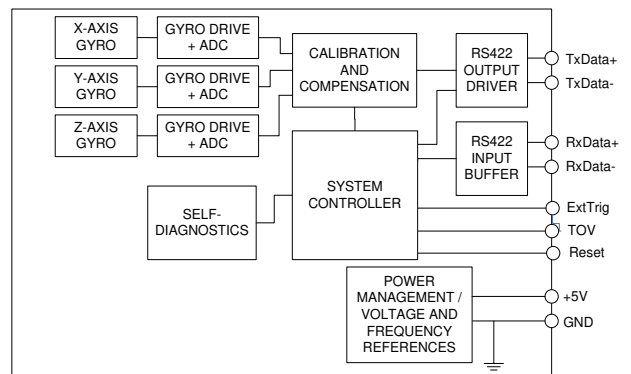 X-AXIS
GYRO
GYRO DRIVE
+ ADC
Y-AXIS
GYRO
GYRO DRIVE
+ ADC
Z-AXIS
GYRO
GYRO DRIVE
+ ADC
CALIBRATION
AND
COMPENSATION
RS422
OUTPUT
DRIVER
TxData+
TxData-
RS422
INPUT
BUFFER
RxData+
RxData-
SELF-
DIAGNOSTICS
SYSTEM
CONTROLLER
ExtTrig
TOV
Reset
POWER
MANAGEMENT /
VOLTAGE AND
FREQUENCY
REFERENCES
+5V
GND